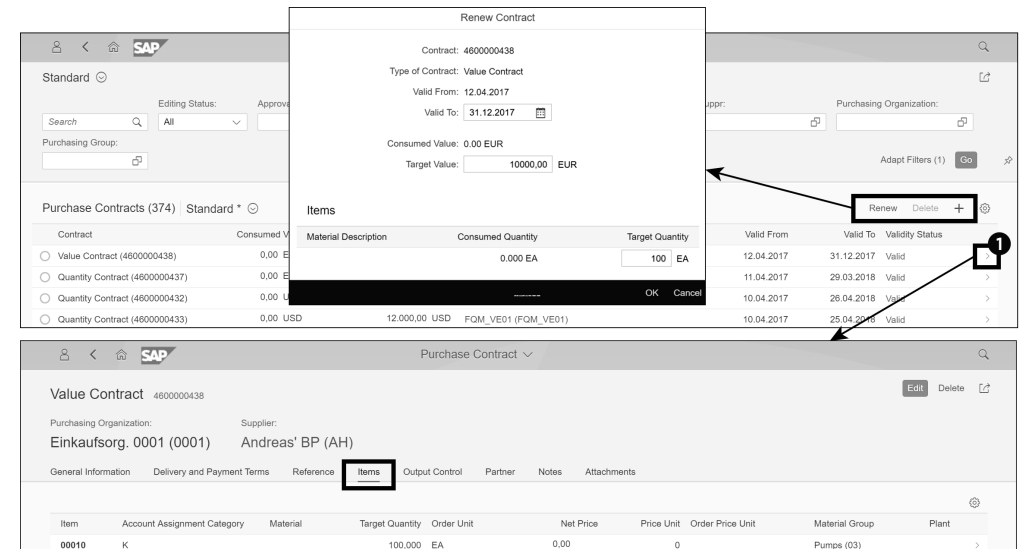 Renew Contract
Contract: 4600000438
Type of Contract: Value Contract
Valid From: 12.04.2017
Valid To: 31.12.2017
Consumed Value: 0.00 EUR
Target Value: 10000,00 EUR
Items
Material Description Consumed Quantity Target Quantity
0.000 EA 100 EA
OK Cancel
SAP
Standard
Editing Status:
Purchasing Organization:
Search All
Purchasing Group:
Adapt Filters (1) Go
Purchase Contracts (374) Standard * Renew Delete +
Contract Valid From Valid To Validity Status
1
Value Contract (4600000438) 0,00 12.04.2017 31.12.2017 Valid
Quantity Contract (4600000437) 0,00 11.04.2017 29.03.2018 Valid
Quantity Contract (4600000432) 0,00 10.04.2017 26.04.2018 Valid
Quantity Contract (4600000433) 0,00 USD 12.000,00 USD FQM_VE01 (FQM_VE01) 10.04.2017 25.04.2018 Valid
SAP Purchase Contract
Value Contract 4600000438 Edit Delete
Purchasing Organization: Supplier:
Einkaufsorg. 0001 (0001) Andreas' BP (AH)
General Information Delivery and Payment Terms Reference Items Output Control Partner Notes Attachments
Item Account Assignment Category Material Target Quantity Order Unit Net Price Price Unit Order Price Unit Material Group Plant
00010 K 100,000 EA 0,00 0 Pumps (03)